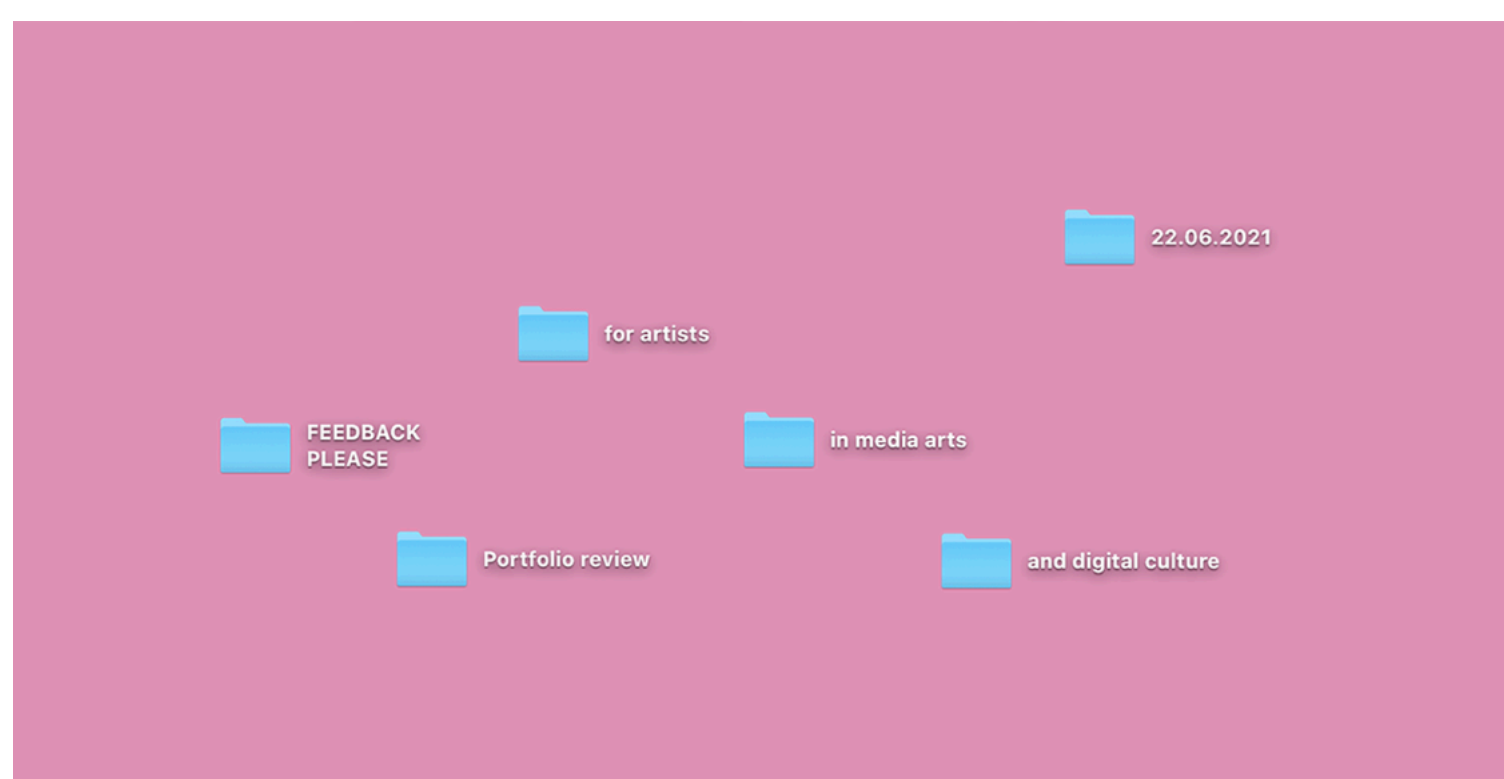 FEEDBACK
PLEASE
Portfolio review
for artists
in media arts
and digital culture
22.06.2021